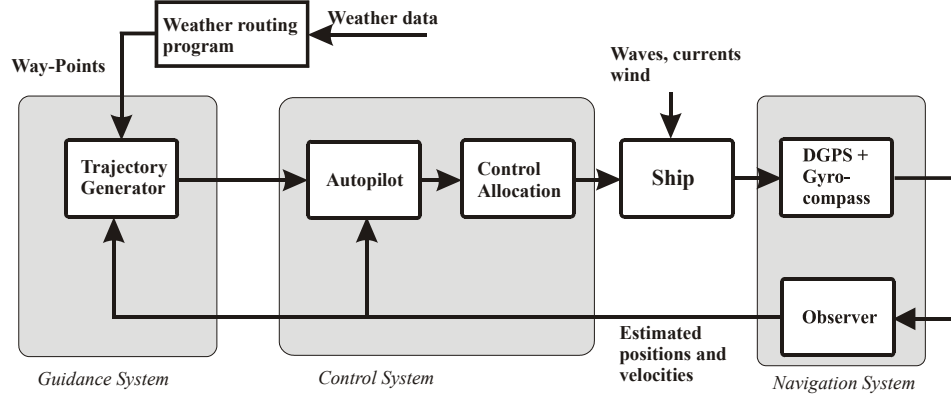 Weather data
Weather routing
program
Way-Points
Waves, currents
wind
Trajectory
Generator
Autopilot
Control
Allocation
Ship
DGPS +
Gyro-
compass
Observer
Estimated
positions and
velocities
Guidance System
Control System
Navigation System